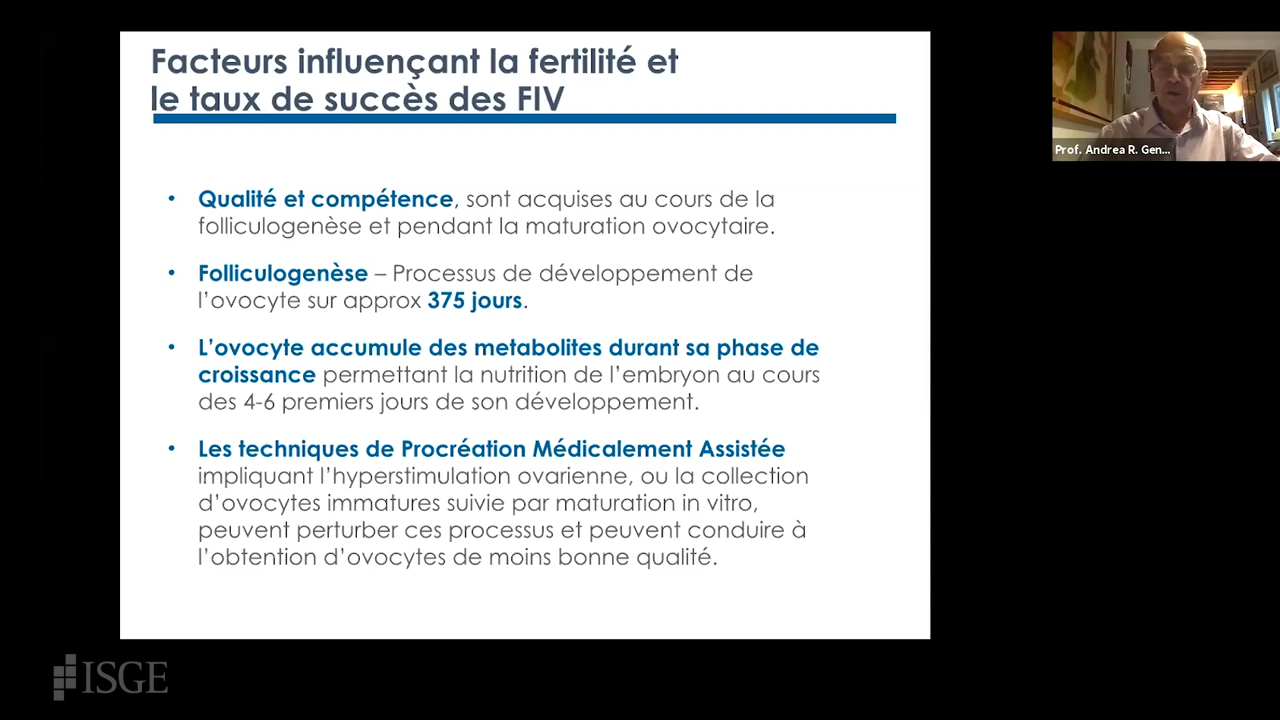 Facteurs influençant la fertilité et
le taux de succès des FIV
• Qualité et compétence, sont acquises au cours de la
folliculogenèse et pendant la maturation ovocytaire.
• Folliculogenèse – Processus de développement de
l’ovocyte sur approx 375 jours.
• L’ovocyte accumule des metabolites durant sa phase de
croissance permettant la nutrition de l’embryon au cours
des 4-6 premiers jours de son développement.
• Les techniques de Procréation Médicalement Assistée
impliquant l’hyperstimulation ovarienne, ou la collection
d’ovocytes immatures suivie par maturation in vitro,
peuvent perturber ces processus et peuvent conduire à
l’obtention d’ovocytes de moins bonne qualité.
Prof. Andrea R. Gen...
ISGE